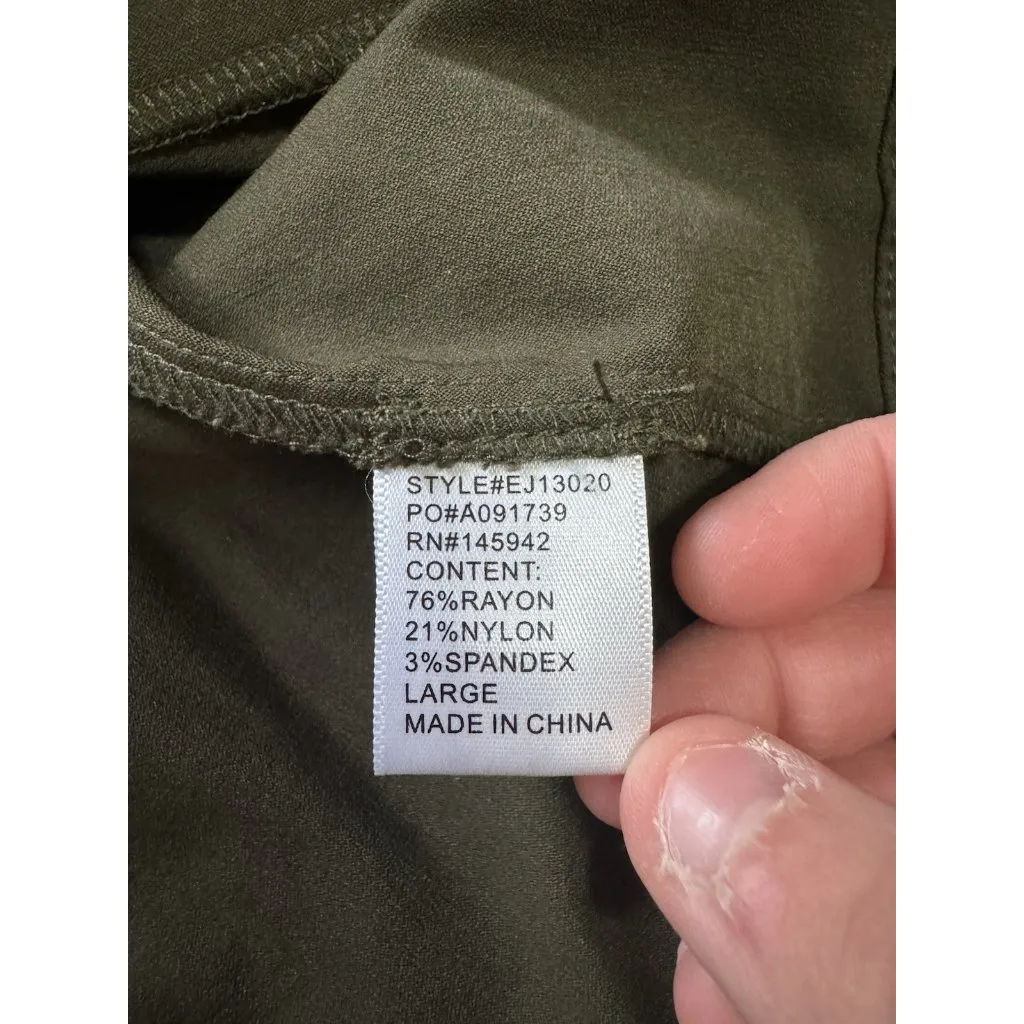 STYLE#EJ13020
PO#A091739
RN#145942
CONTENT:
76%RAYON
21%NYLON
3%SPANDEX
LARGE
MADE IN CHINA